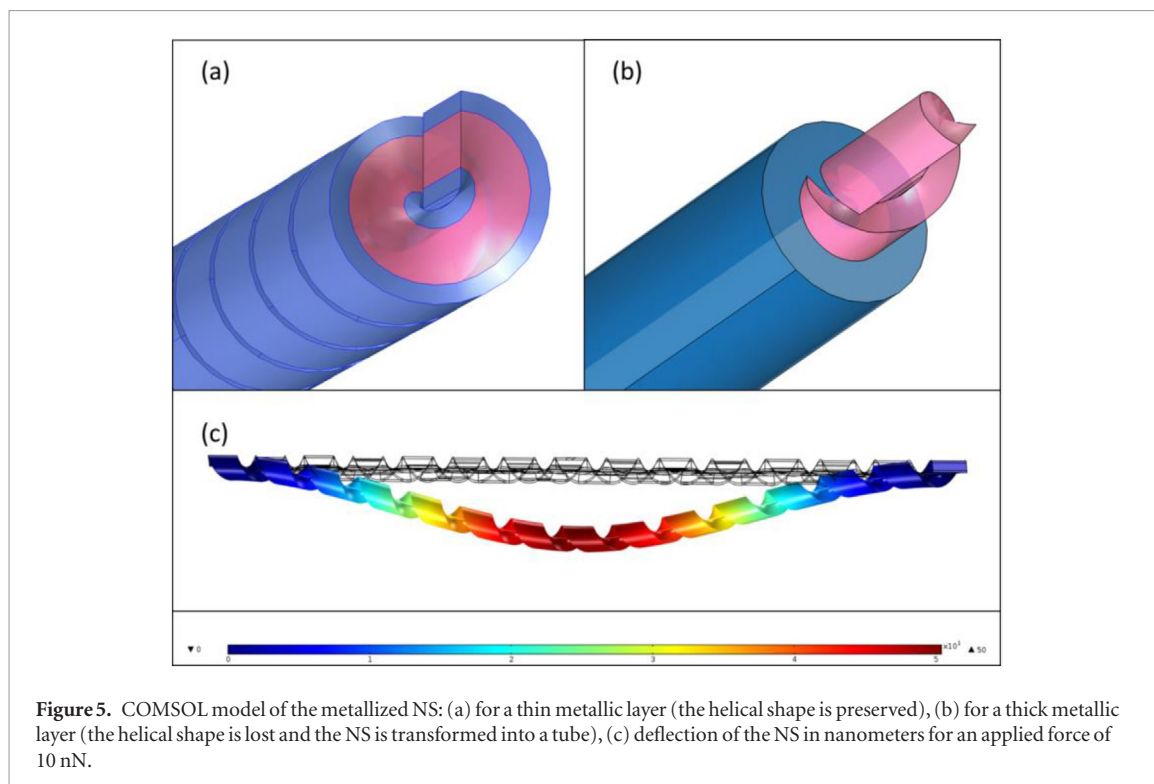 (a)
(b)
(c)
▼ 0
×10³
▲ 50
0 1 2 3 4 5
Figure 5. COMSOL model of the metallized NS: (a) for a thin metallic layer (the helical shape is preserved), (b) for a thick metallic
layer (the helical shape is lost and the NS is transformed into a tube), (c) deflection of the NS in nanometers for an applied force of
10 nN.